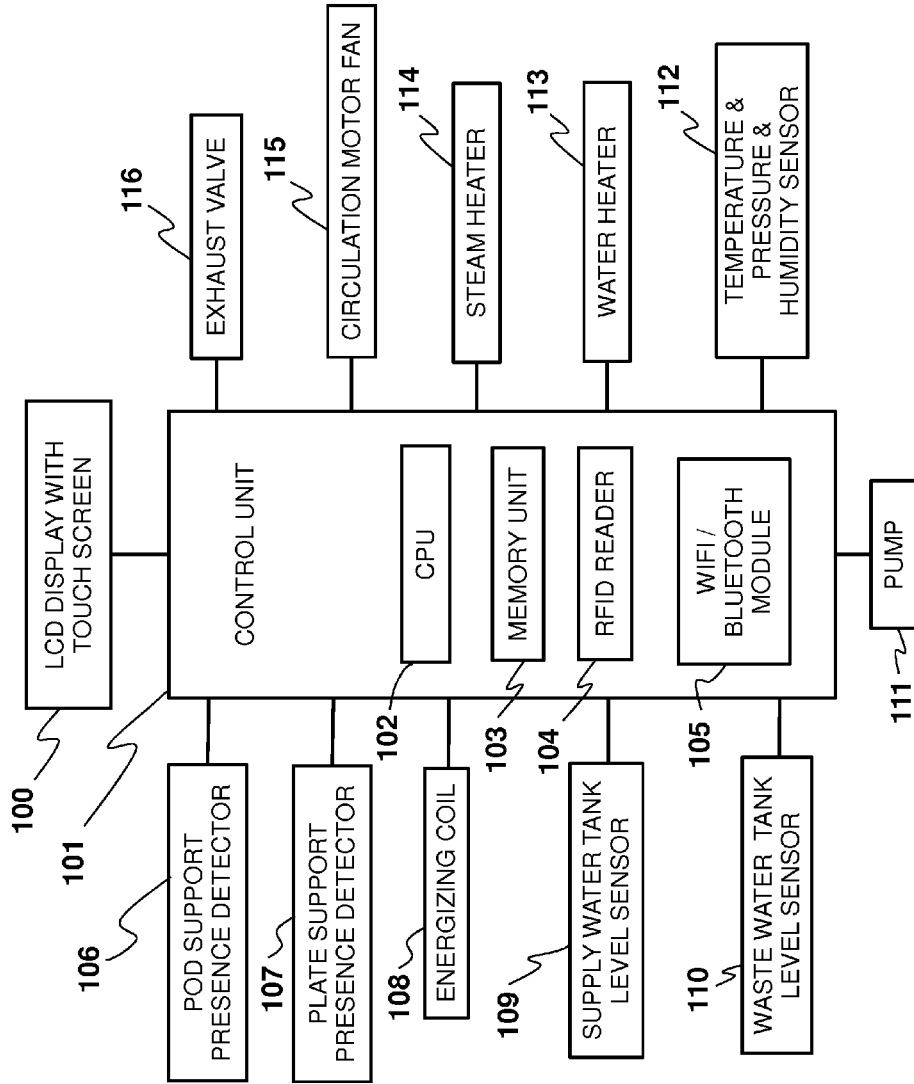 100
LCD DISPLAY WITH
TOUCH SCREEN
101
CONTROL UNIT
CPU
102
MEMORY UNIT
103
RFID READER
104
WIFI /
BLUETOOTH
MODULE
105
106
POD SUPPORT
PRESENCE DETECTOR
107
PLATE SUPPORT
PRESENCE DETECTOR
108
ENERGIZING COIL
109
SUPPLY WATER TANK
LEVEL SENSOR
110
WASTE WATER TANK
LEVEL SENSOR
111
PUMP
116
EXHAUST VALVE
115
CIRCULATION MOTOR FAN
114
STEAM HEATER
113
WATER HEATER
112
TEMPERATURE &
PRESSURE &
HUMIDITY SENSOR